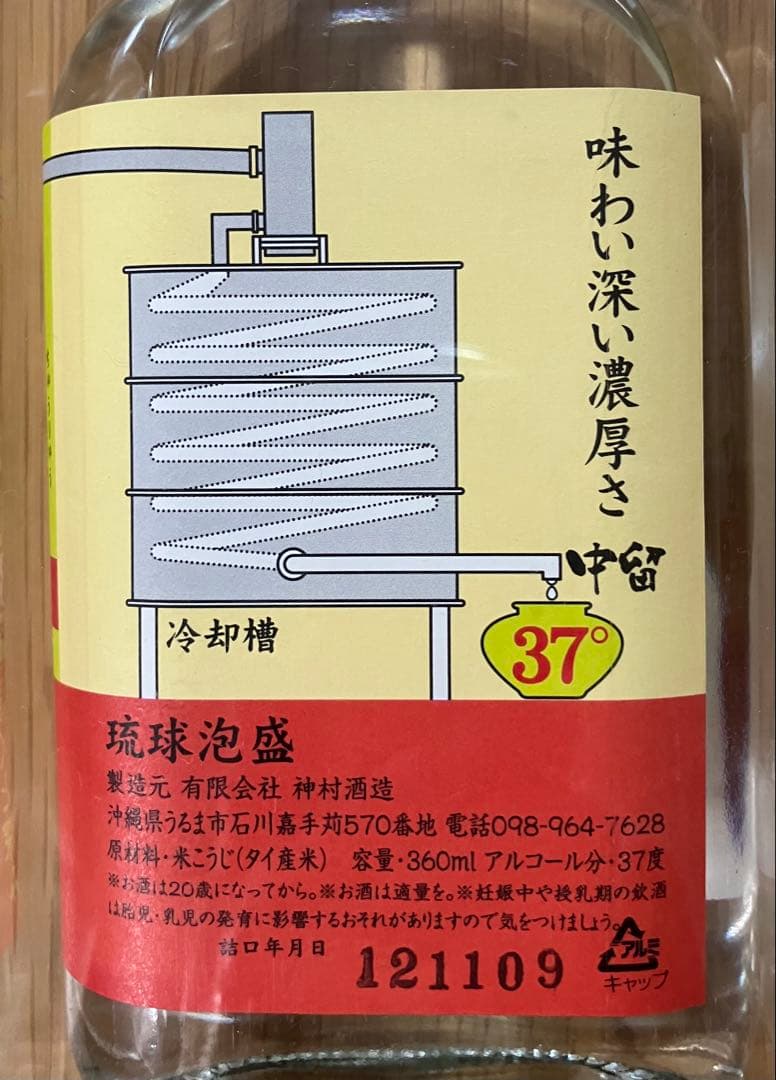 味わい深い濃厚さ
中留
37°
冷却槽
ちゅうりゅう
琉球泡盛
製造元 有限会社 神村酒造
沖縄県うるま市石川嘉手苅570番地 電話098-964-7628
原材料・米こうじ(タイ産米) 容量・360ml アルコール分・37度
※お酒は20歳になってから。※お酒は適量を。※妊娠中や授乳期の飲酒
は胎児・乳児の発育に影響するおそれがありますので気をつけましょう。
詰口年月日 121109
アルミ
キャップ